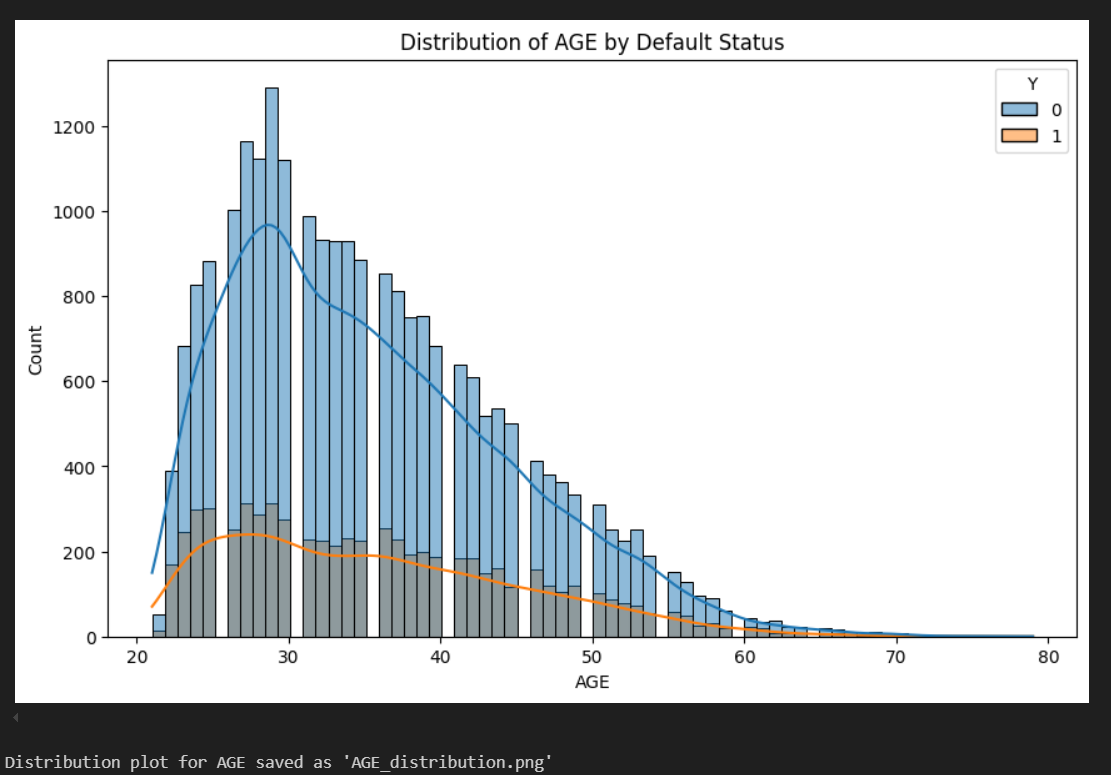 Distribution of AGE by Default Status
Y
0
1
1200
1000
800
600
400
200
0
Count
20 30 40 50 60 70 80
AGE
Distribution plot for AGE saved as 'AGE_distribution.png'